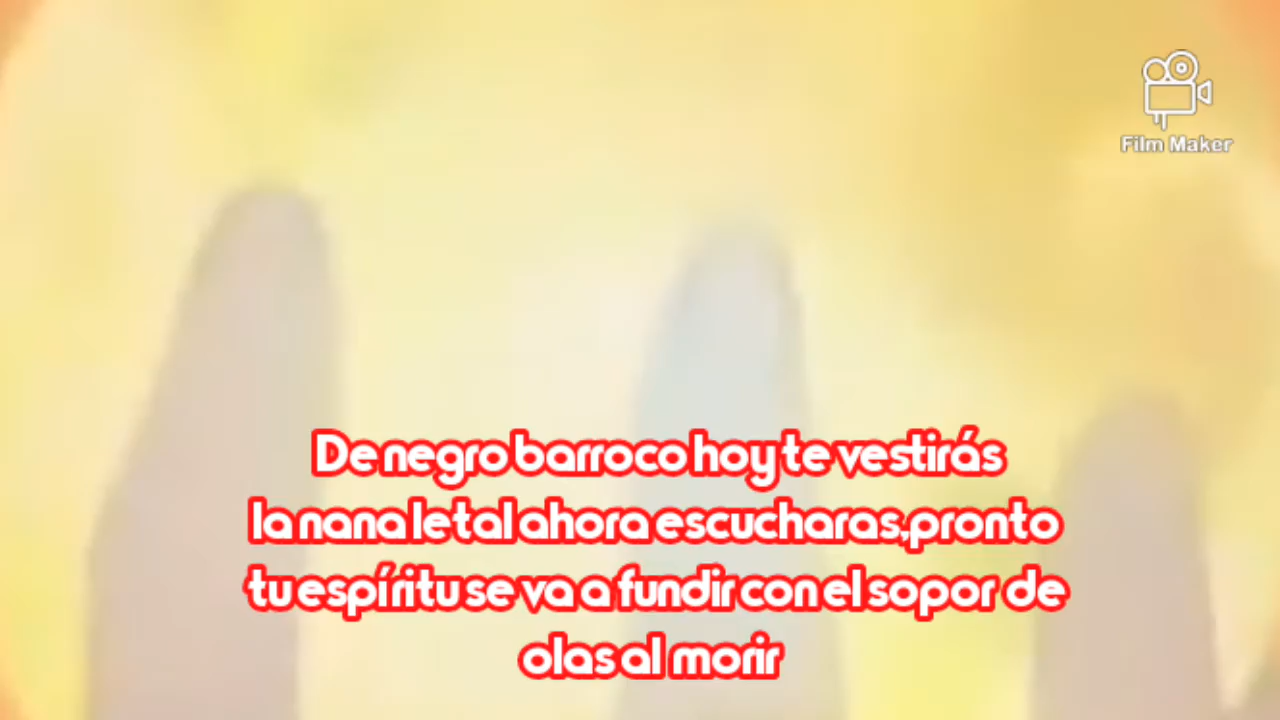 Film Maker
De negro barroco hoy te vestirás
la nana letal ahora escucharas,pronto
tu espíritu se va a fundir con el sopor de
olas al morir